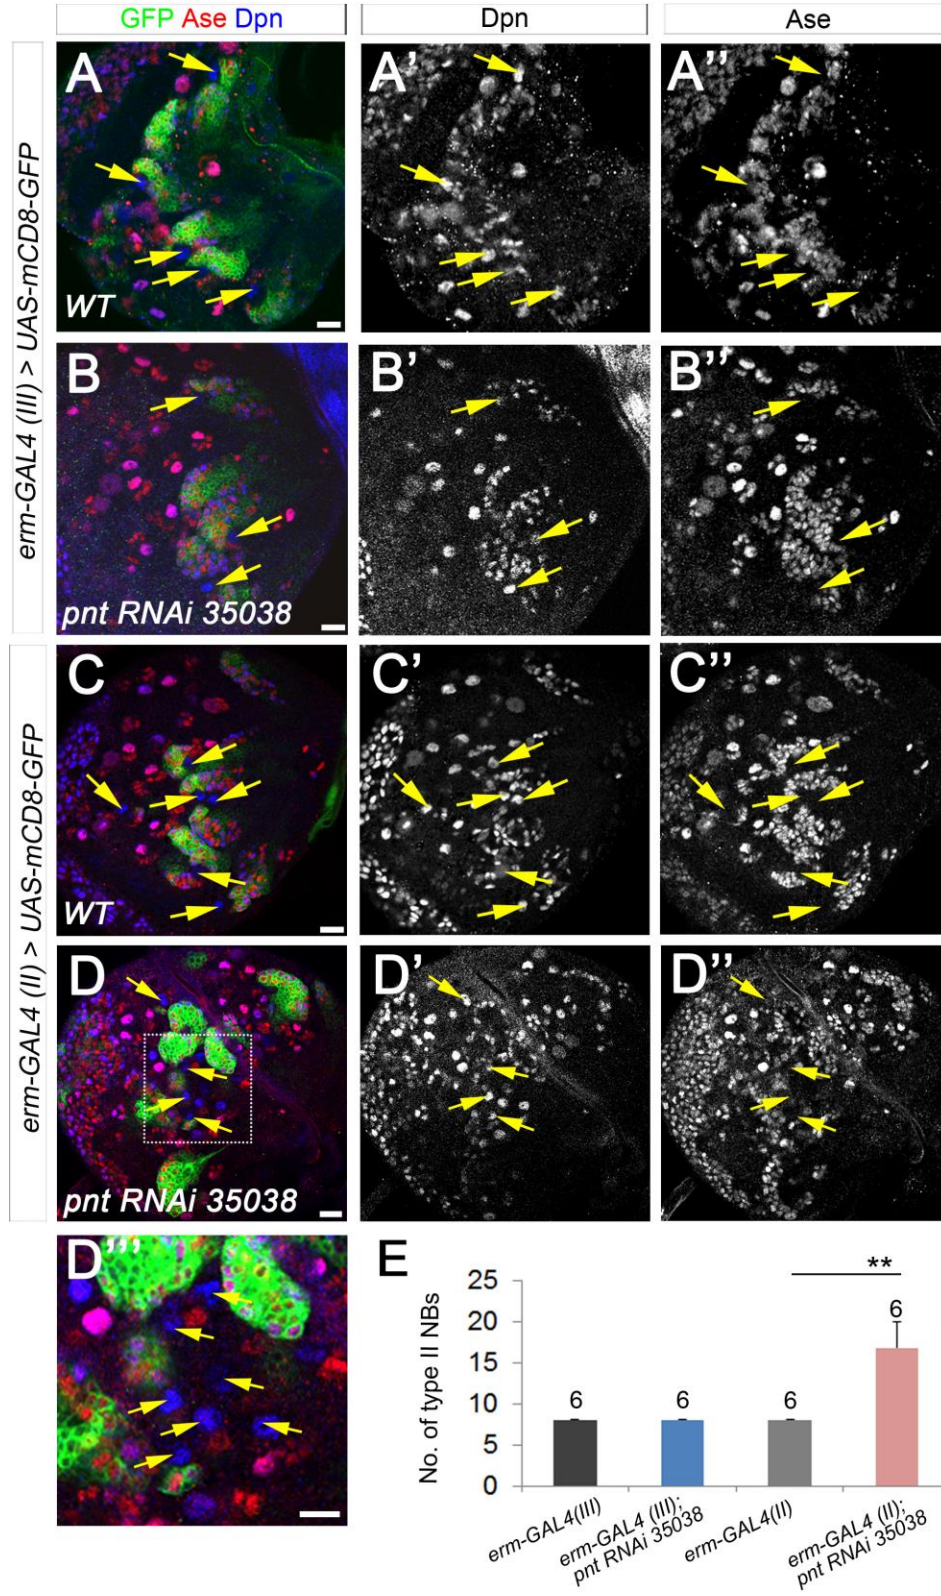 GFP Ase Dpn
Dpn
Ase
erm-GAL4 (III) > UAS-mCD8-GFP
A
WT
A'
A''
B
pnt RNAi 35038
B'
B''
erm-GAL4 (II) > UAS-mCD8-GFP
C
WT
C'
C''
D
pnt RNAi 35038
D'
D''
D'''
E
No. of type II NBs
25
20
15
10
5
0
6
6
6
**
6
erm-GAL4(III)
erm-GAL4 (III);
pnt RNAi 35038
erm-GAL4(II)
erm-GAL4 (II);
pnt RNAi 35038